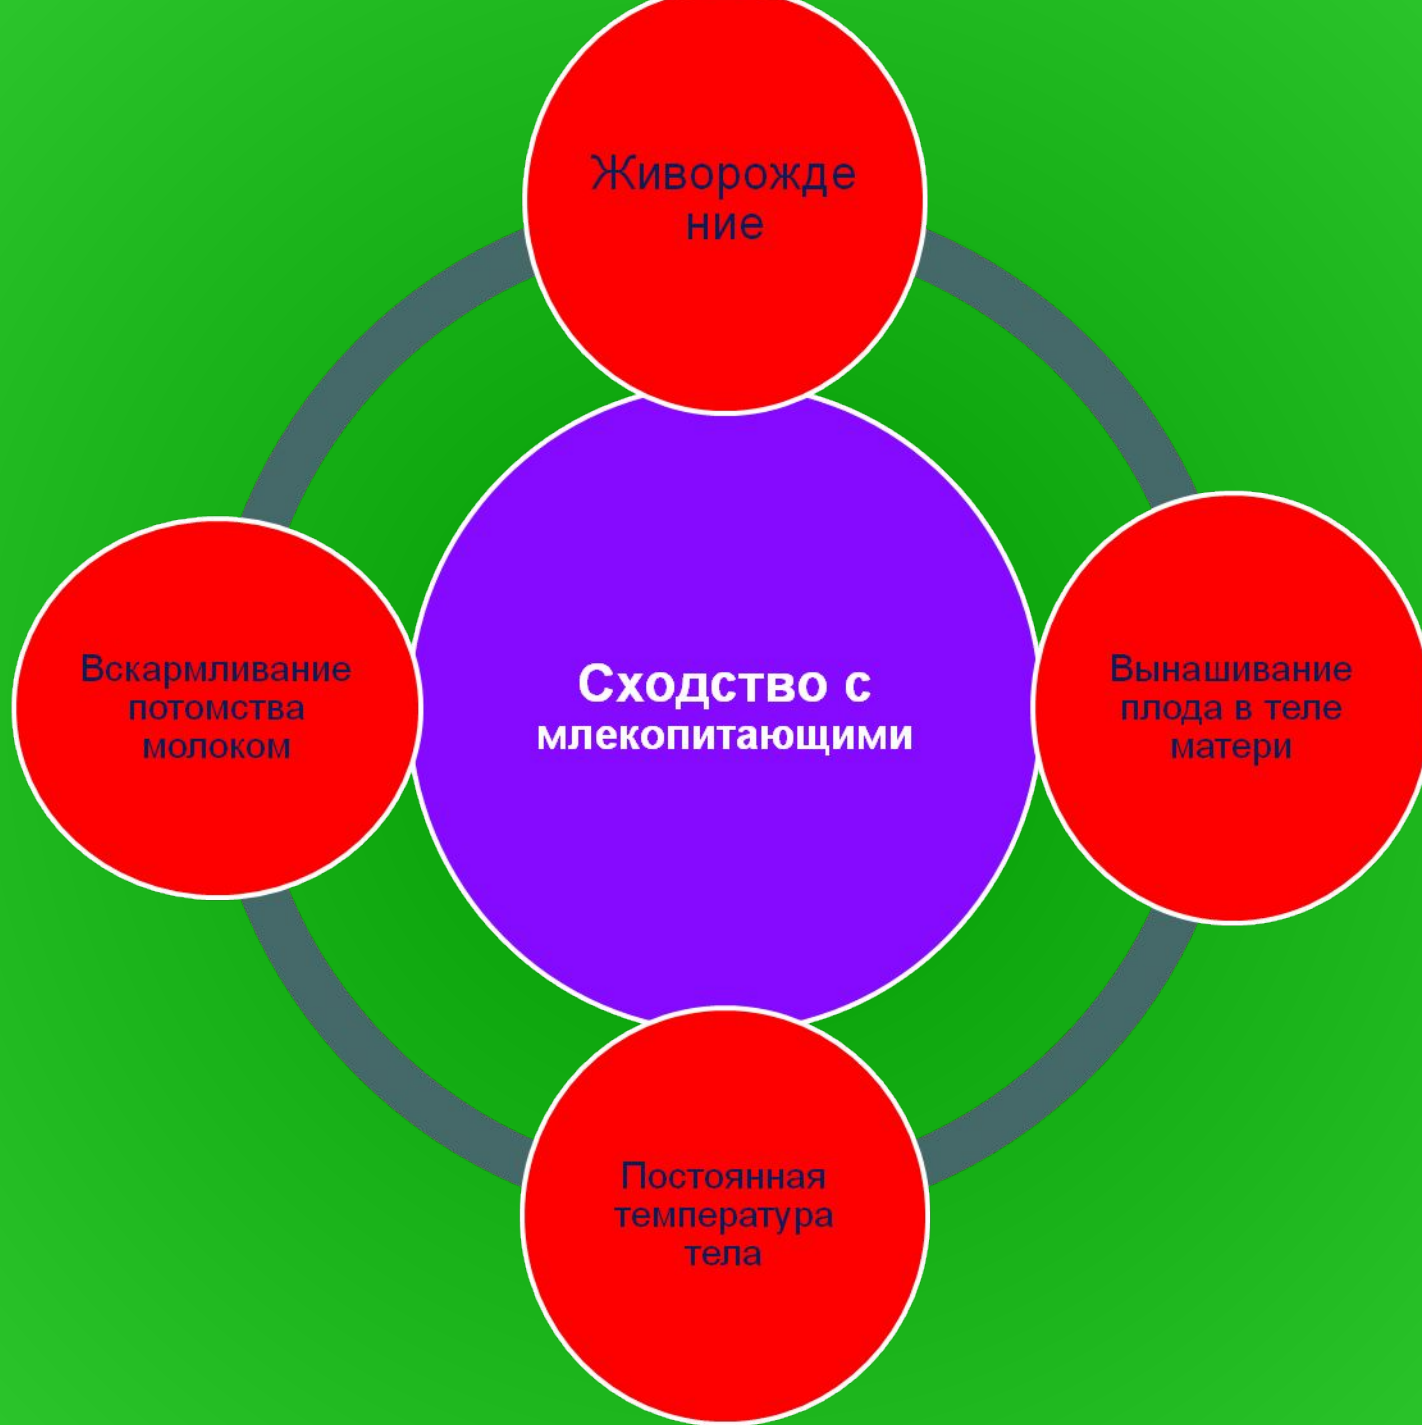 Живорожде
ние
Вскармливание
потомства
молоком
Сходство с
млекопитающими
Вынашивание
плода в теле
матери
Постоянная
температура
тела